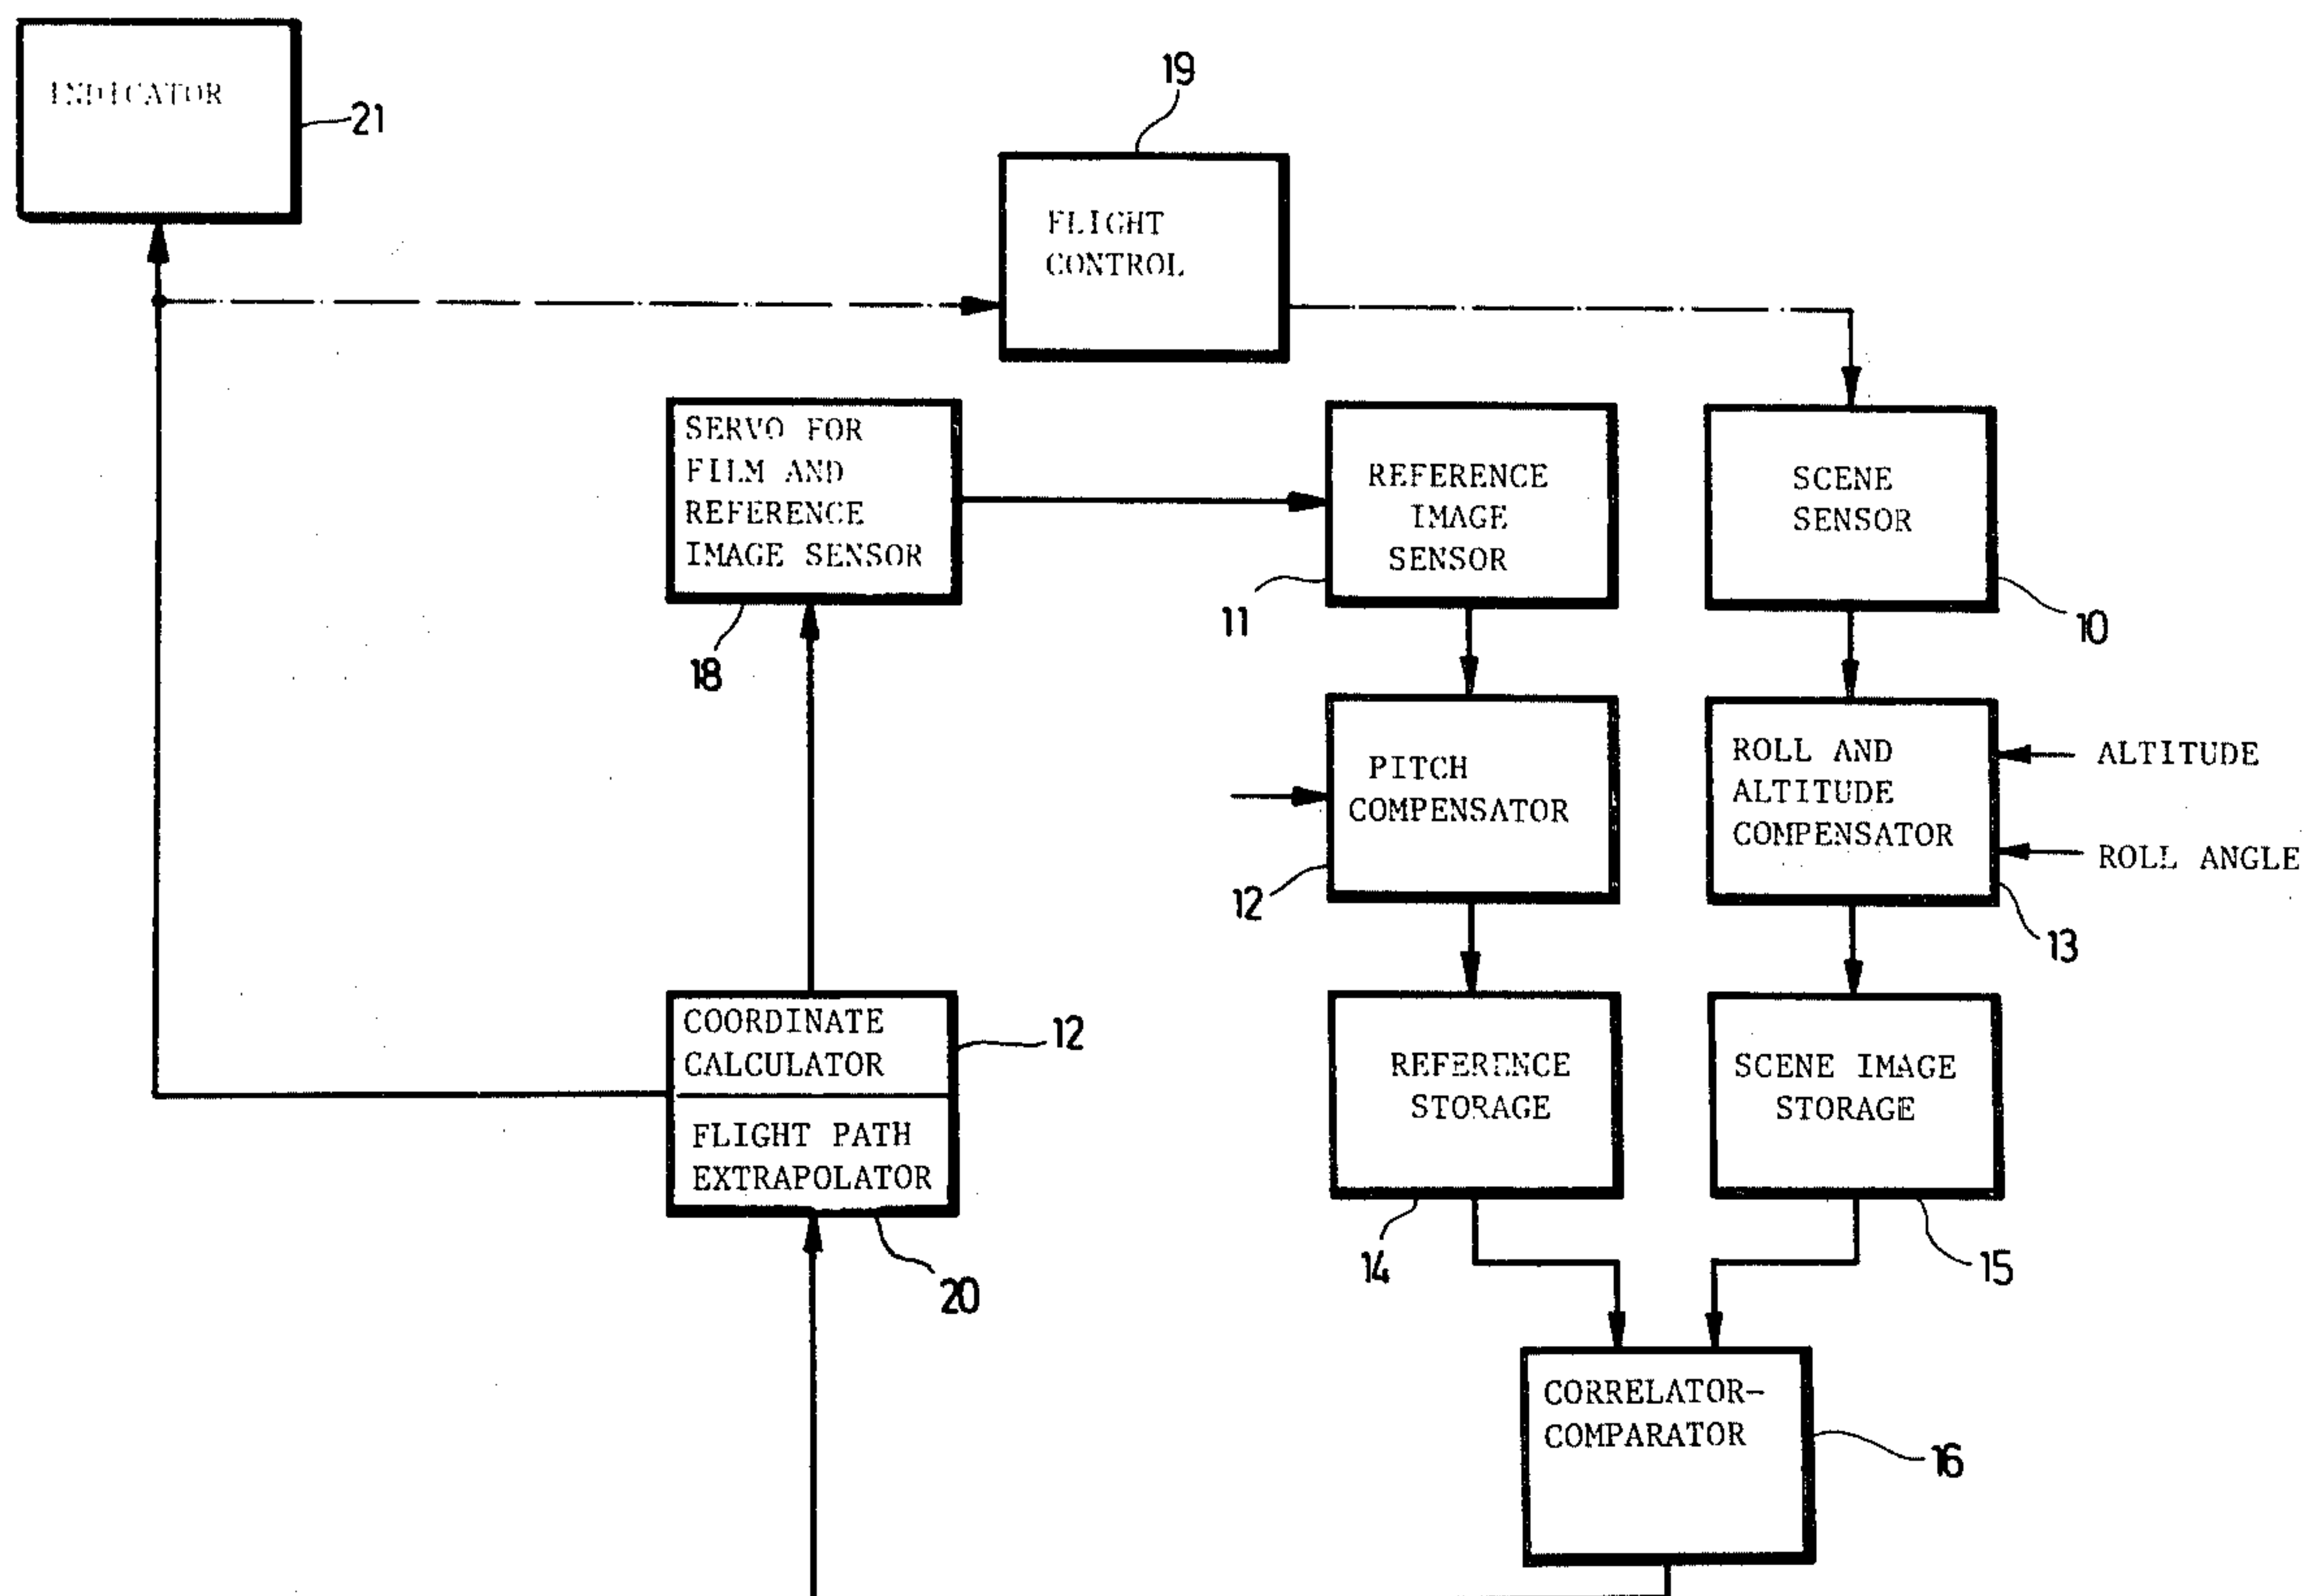 INDICATOR
21
19
FLIGHT
CONTROL
SERVO FOR
FILM AND
REFERENCE
IMAGE SENSOR
18
REFERENCE
IMAGE
SENSOR
11
SCENE
SENSOR
10
PITCH
COMPENSATOR
12
ROLL AND
ALTITUDE
COMPENSATOR
13
ALTITUDE
ROLL ANGLE
COORDINATE
CALCULATOR
12
FLIGHT PATH
EXTRAPOLATOR
20
REFERENCE
STORAGE
14
SCENE IMAGE
STORAGE
15
CORRELATOR-
COMPARATOR
16